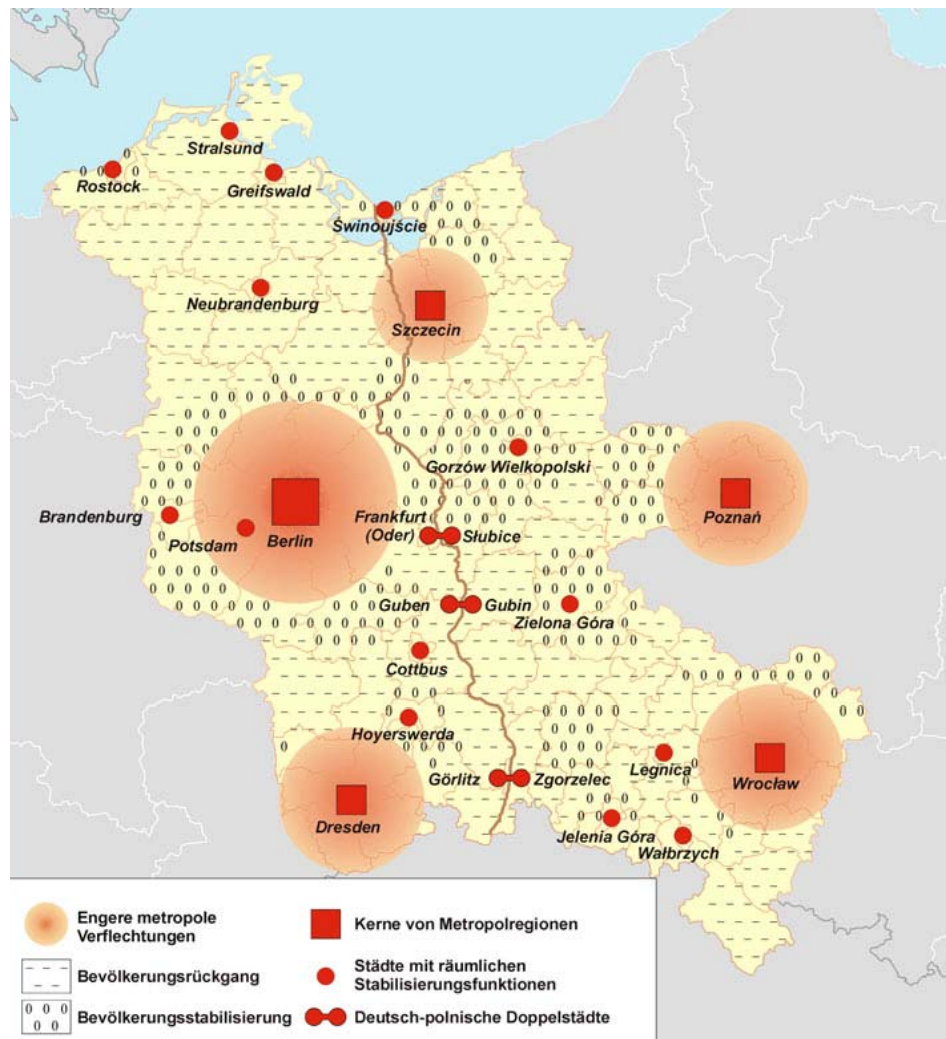 Stralsund
Rostock
Greifswald
Świnoujście
Neubrandenburg
Szczecin
Gorzów Wielkopolski
Brandenburg
Potsdam
Berlin
Frankfurt
(Oder)
Słubice
Poznań
Guben
Gubin
Zielona Góra
Cottbus
Hoyerswerda
Görlitz
Zgorzelec
Legnica
Wrocław
Dresden
Jelenia Góra
Wałbrzych
Engere metropole
Verflechtungen
Bevölkerungsrückgang
Bevölkerungsstabilisierung
Kerne von Metropolregionen
Städte mit räumlichen
Stabilisierungsfunktionen
Deutsch-polnische Doppelstädte